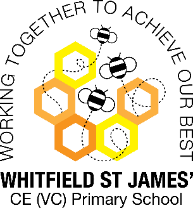 WORKING TOGETHER TO ACHIEVE OUR BEST
WHITFIELD ST JAMES'
CE (VC) Primary School